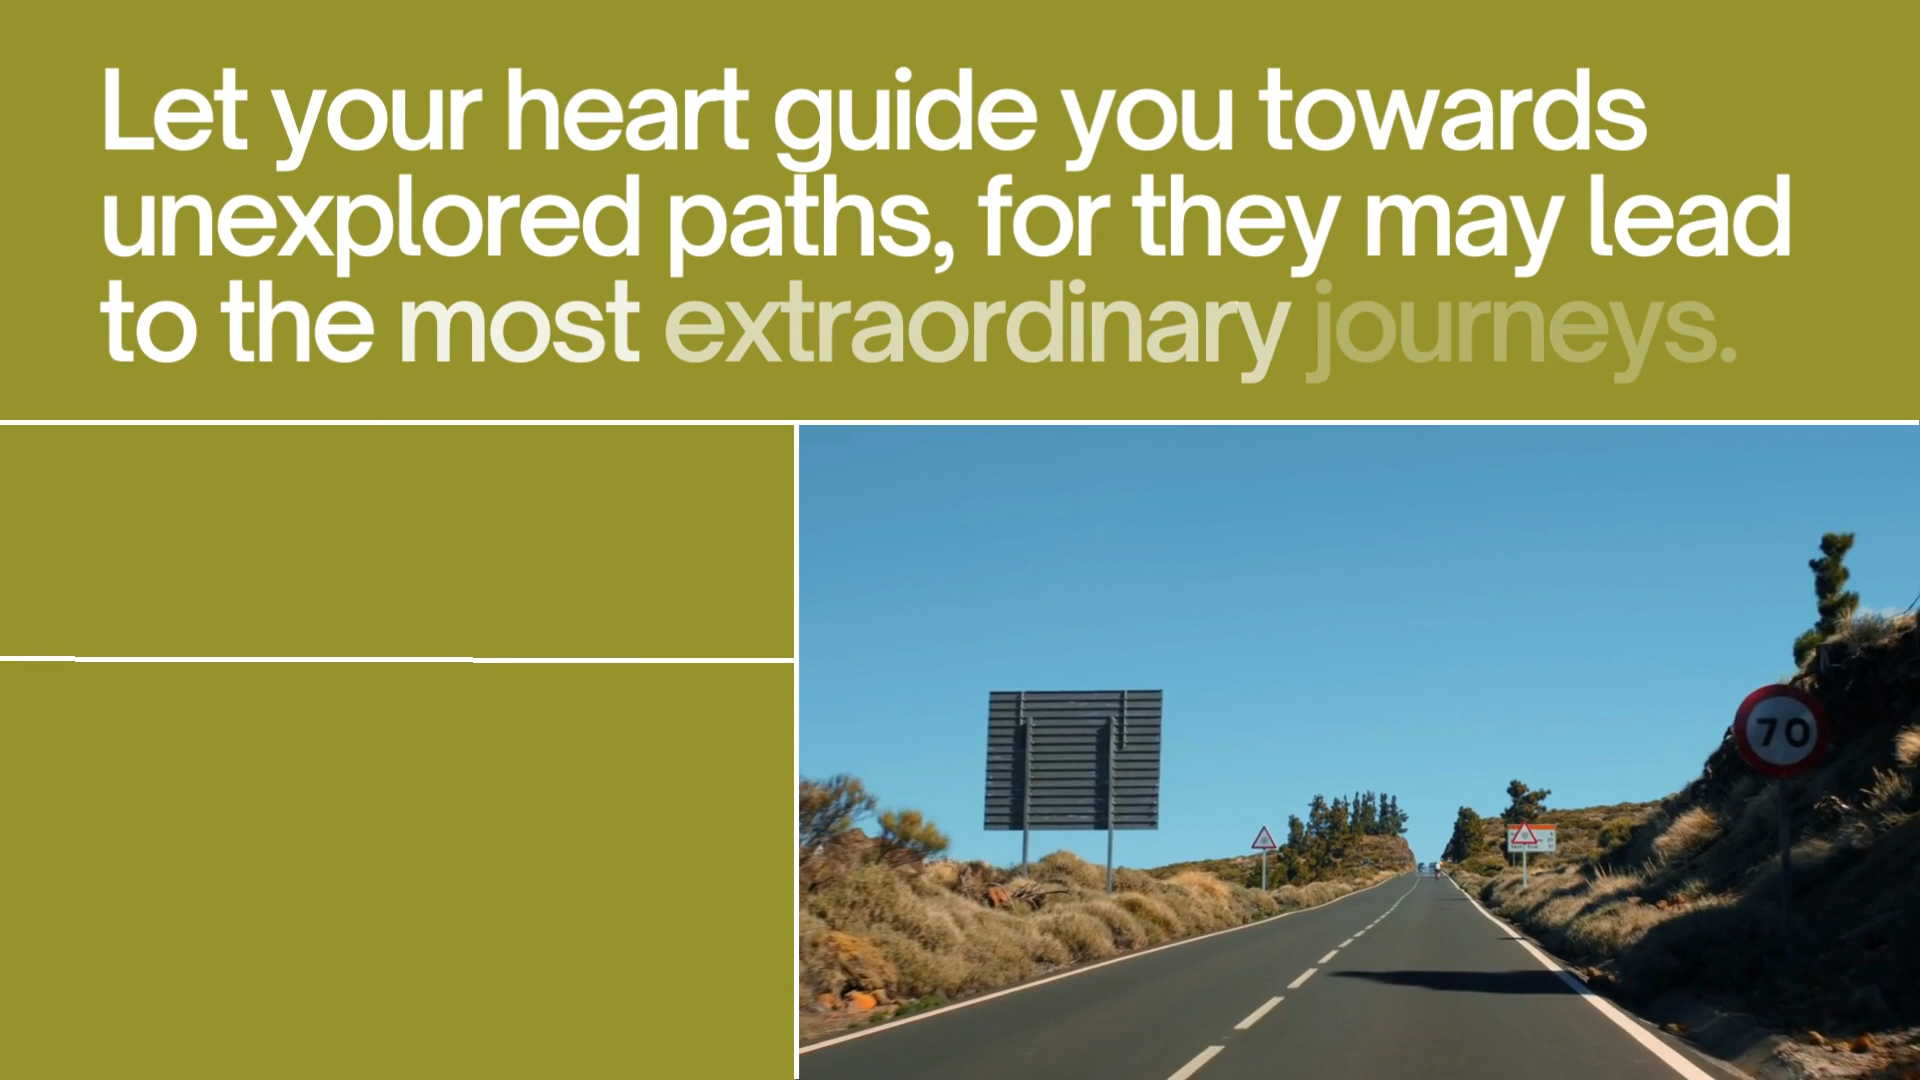 Let your heart guide you towards
unexplored paths, for they may lead
to the most extraordinary journeys.
70